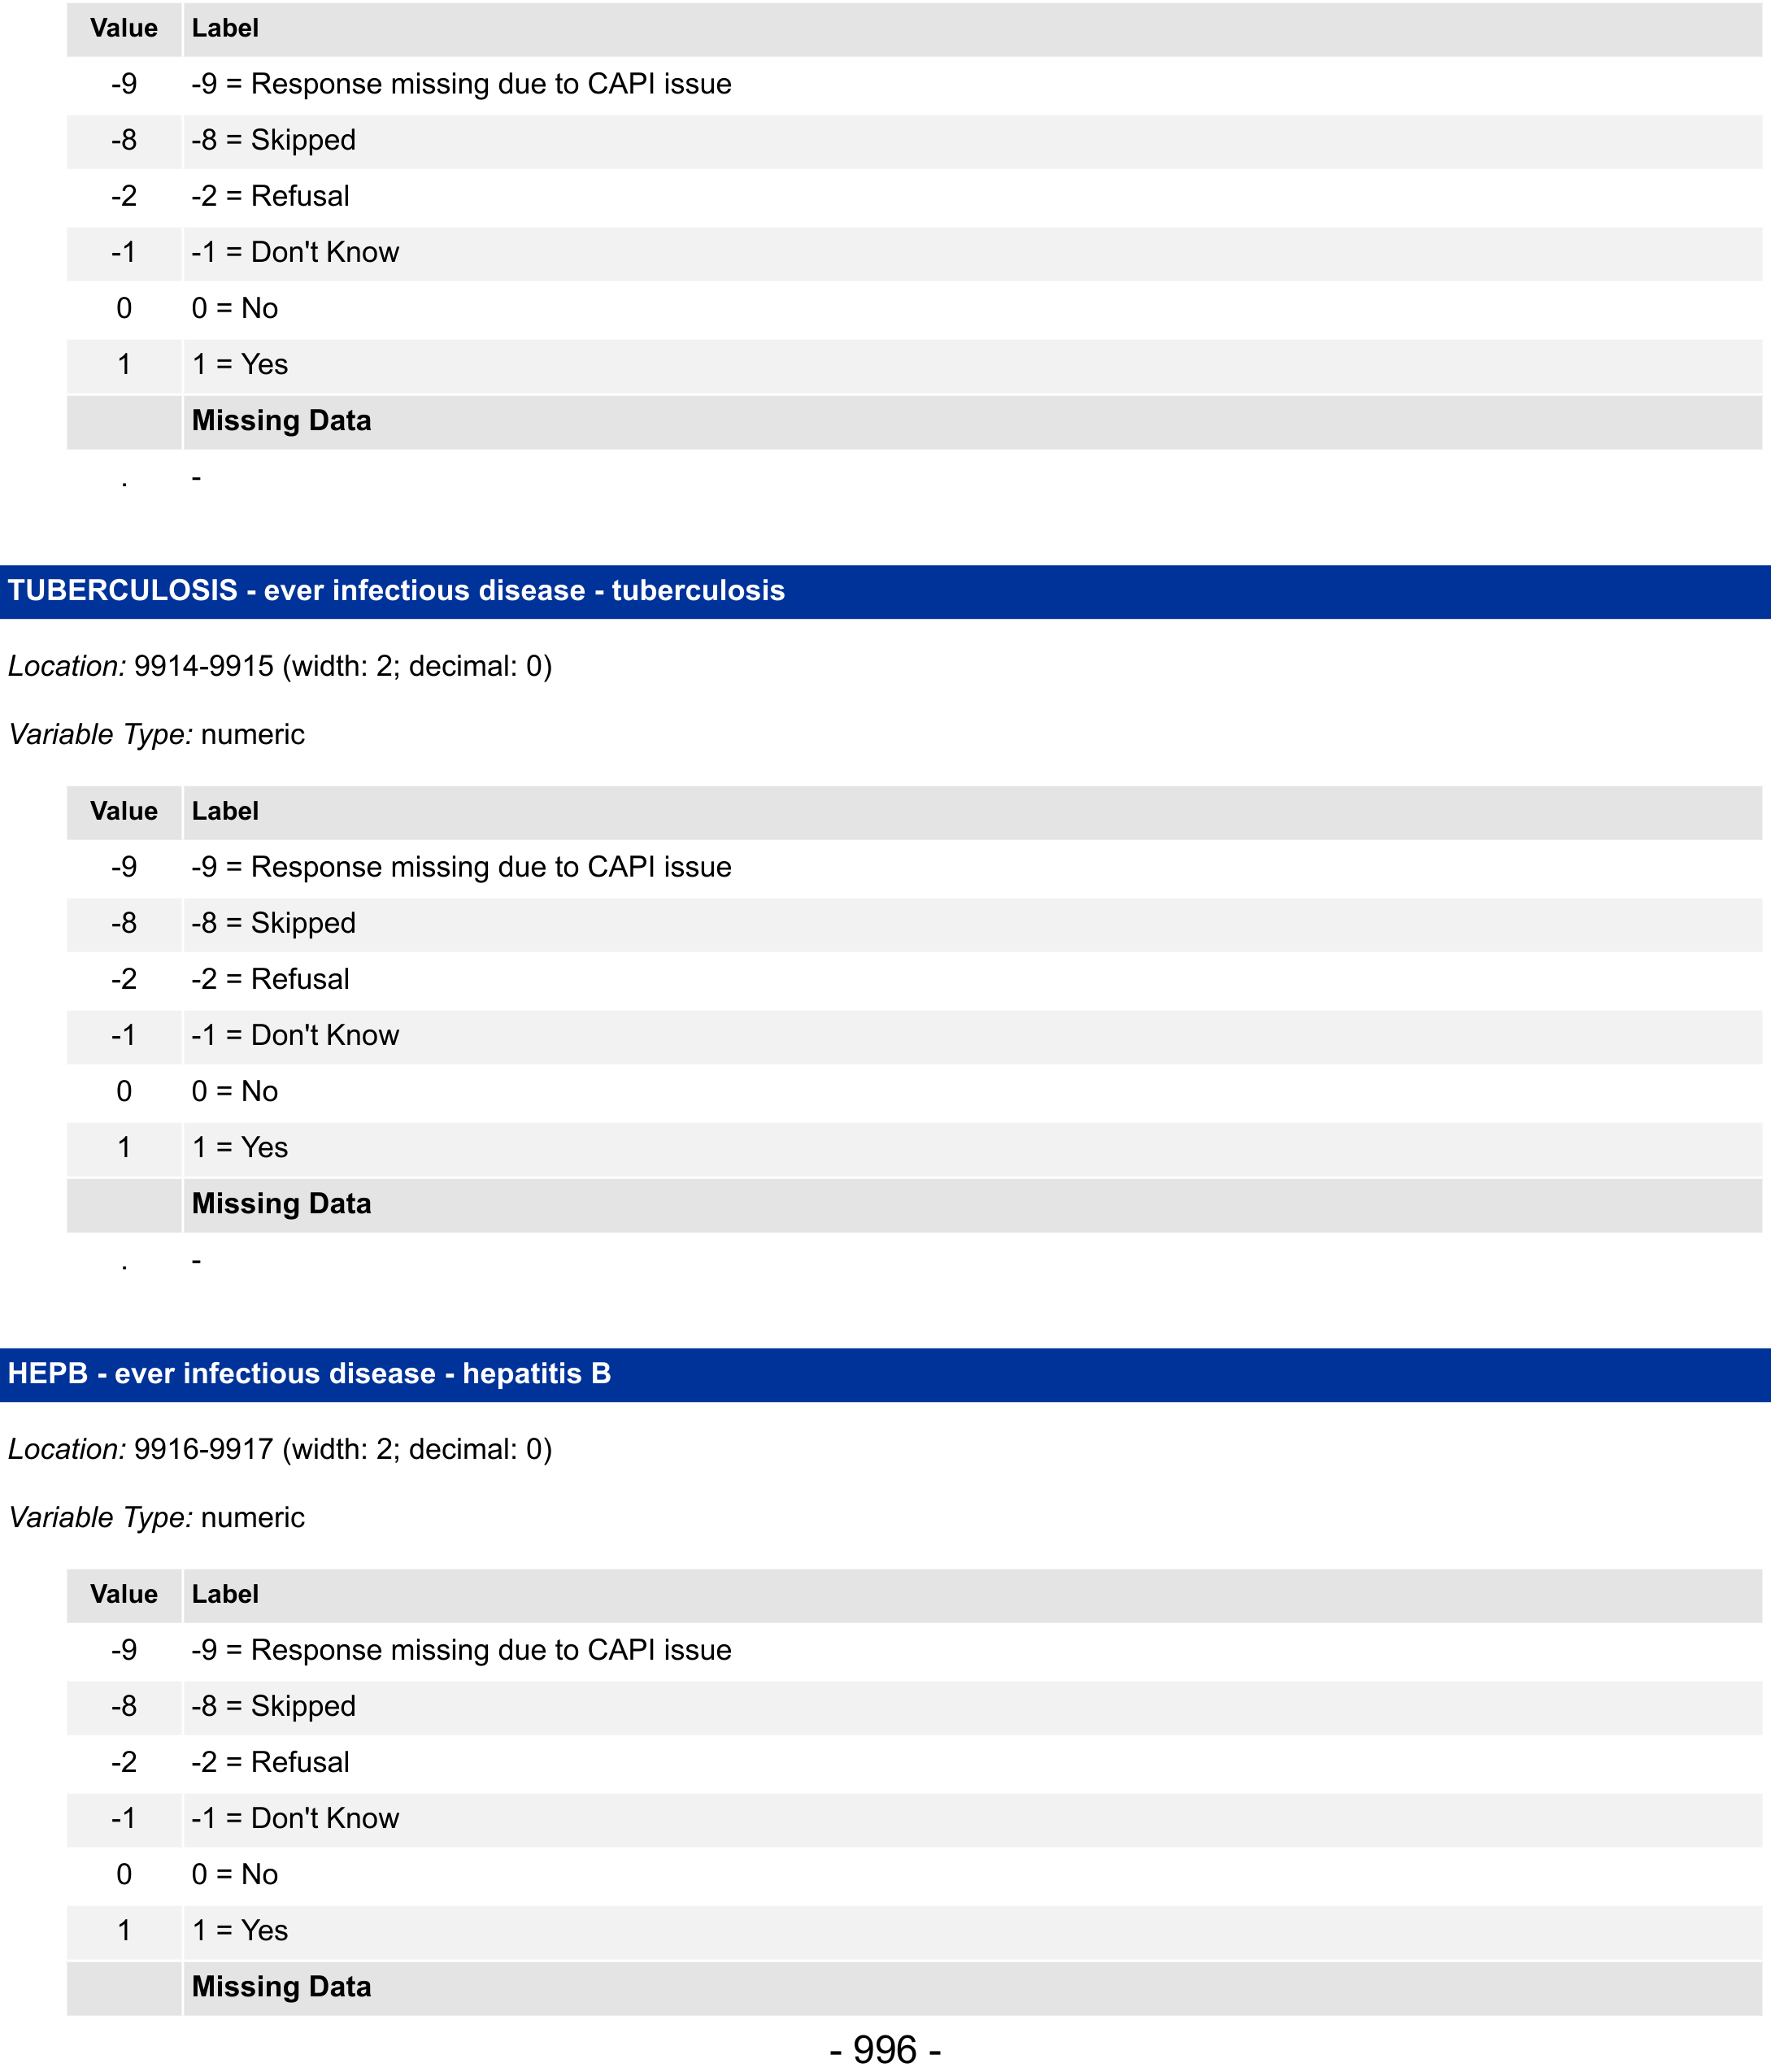 Value Label
-9 -9 = Response missing due to CAPI issue
-8 -8 = Skipped
-2 -2 = Refusal
-1 -1 = Don't Know
0 0 = No
1 1 = Yes
Missing Data
. -
TUBERCULOSIS - ever infectious disease - tuberculosis
Location: 9914-9915 (width: 2; decimal: 0)
Variable Type: numeric
Value Label
-9 -9 = Response missing due to CAPI issue
-8 -8 = Skipped
-2 -2 = Refusal
-1 -1 = Don't Know
0 0 = No
1 1 = Yes
Missing Data
. -
HEPB - ever infectious disease - hepatitis B
Location: 9916-9917 (width: 2; decimal: 0)
Variable Type: numeric
Value Label
-9 -9 = Response missing due to CAPI issue
-8 -8 = Skipped
-2 -2 = Refusal
-1 -1 = Don't Know
0 0 = No
1 1 = Yes
Missing Data
- 996 -